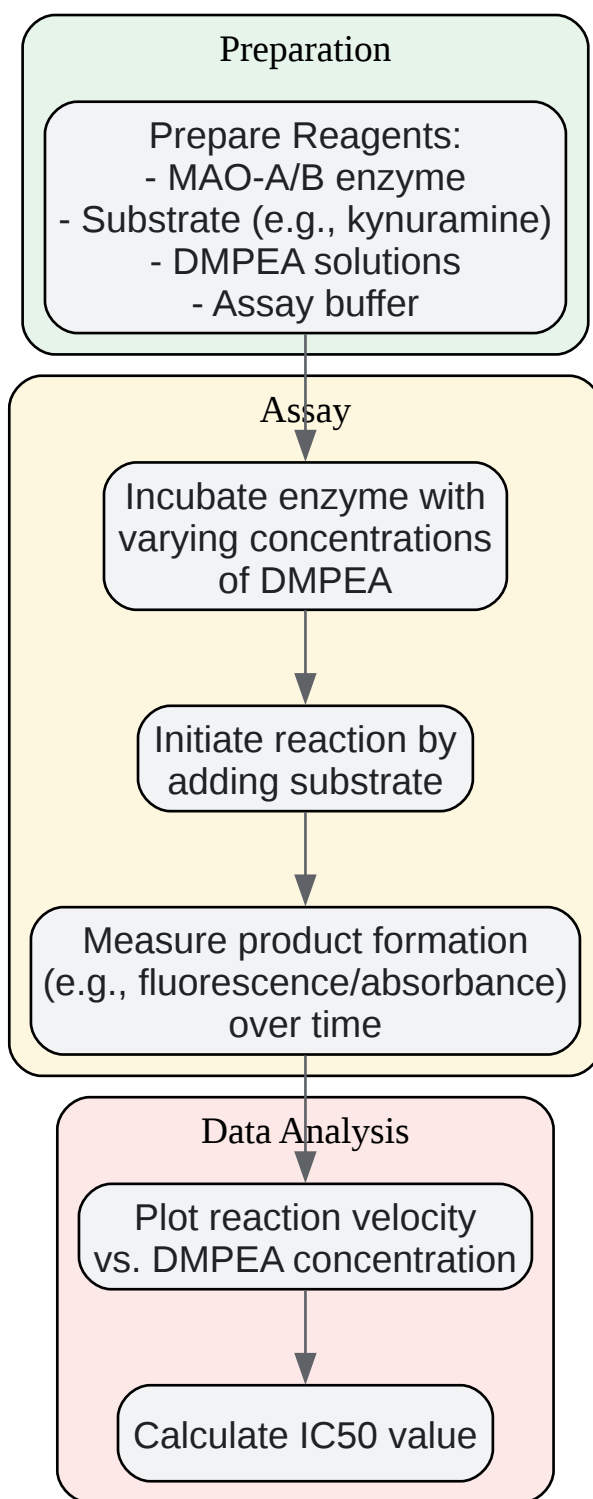 Preparation
Prepare Reagents:
- MAO-A/B enzyme
- Substrate (e.g., kynuramine)
- DMPEA solutions
- Assay buffer
Assay
Incubate enzyme with
varying concentrations
of DMPEA
Initiate reaction by
adding substrate
Measure product formation
(e.g., fluorescence/absorbance)
over time
Data Analysis
Plot reaction velocity
vs. DMPEA concentration
Calculate IC50 value